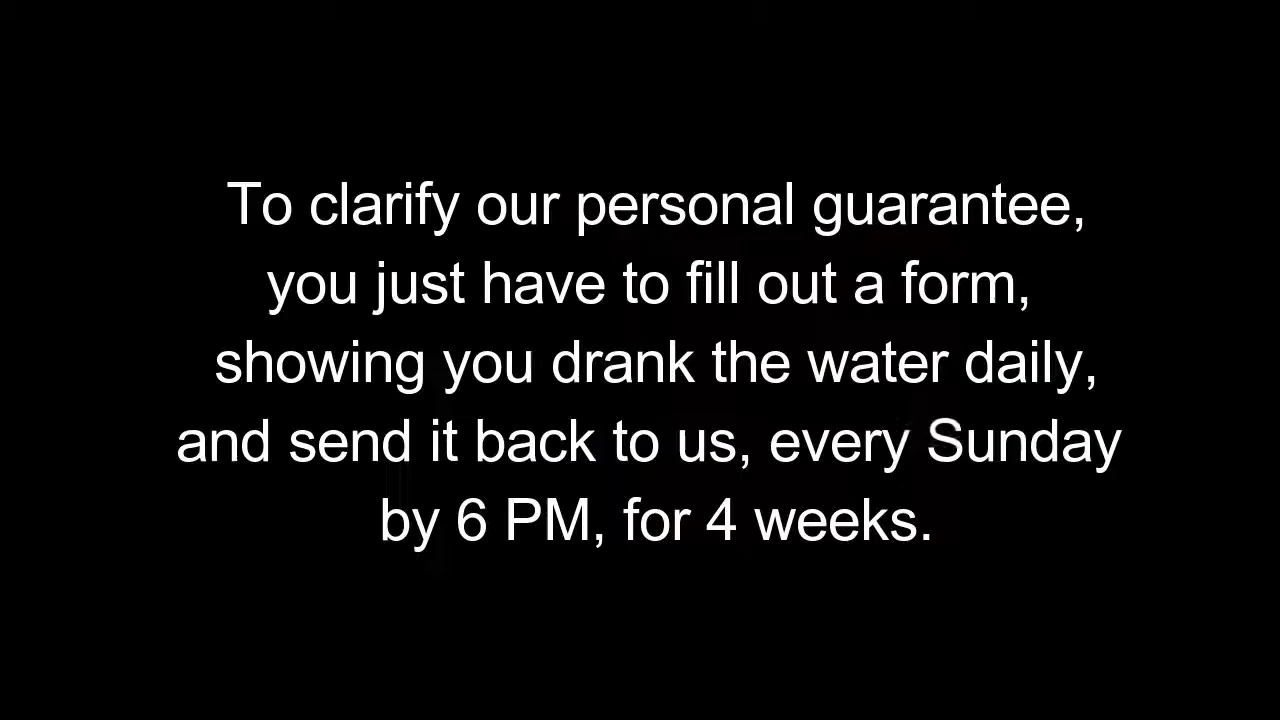 To clarify our personal guarantee,
you just have to fill out a form,
showing you drank the water daily,
and send it back to us, every Sunday
by 6 PM, for 4 weeks.